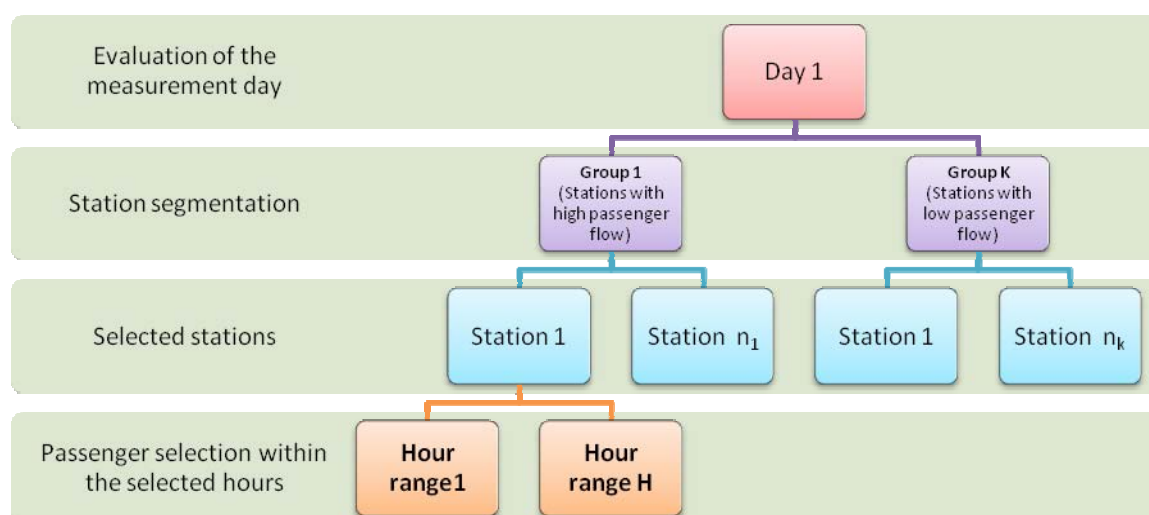 Evaluation of the
measurement day
Day 1
Station segmentation
Group 1
(Stations with
high passenger
flow)
Group K
(Stations with
low passenger
flow)
Selected stations
Station 1
Station n₁
Station 1
Station nₖ
Passenger selection within
the selected hours
Hour
range1
Hour
range H